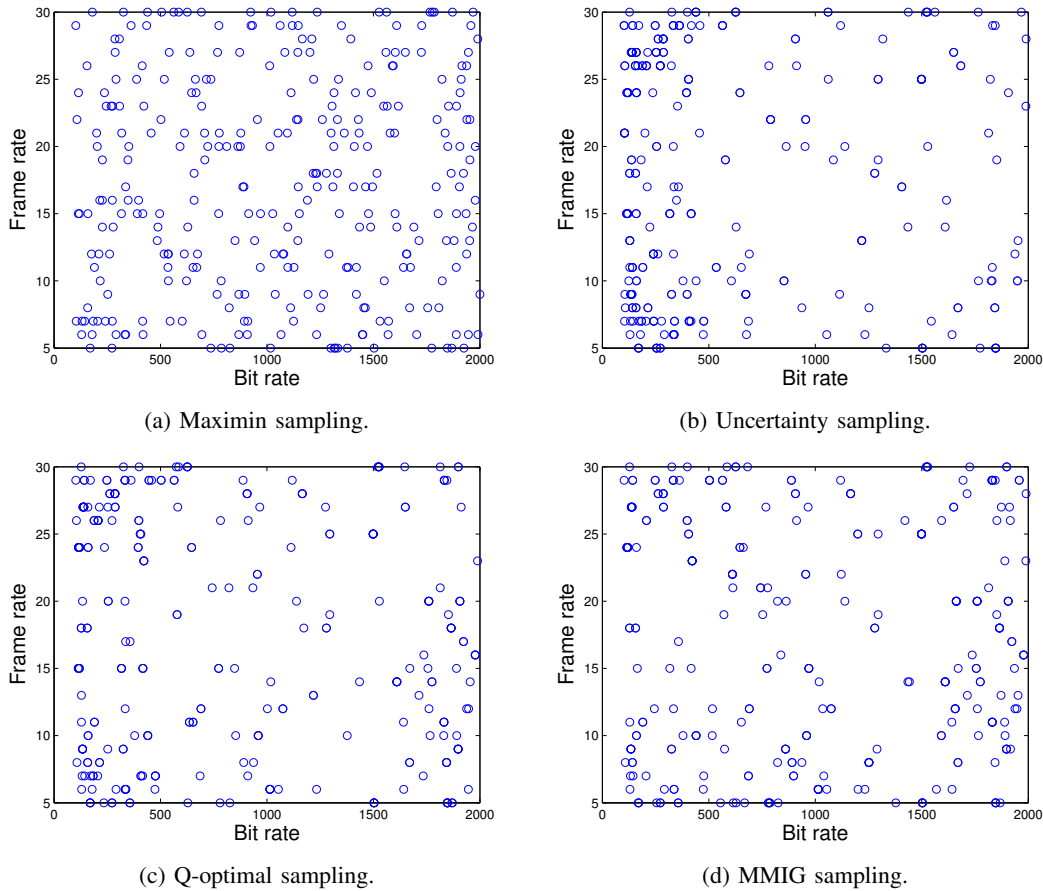 30
25
20
15
10
5
0 500 1000 1500 2000
Frame rate
Bit rate
(a) Maximin sampling.
30
25
20
15
10
5
0 500 1000 1500 2000
Frame rate
Bit rate
(b) Uncertainty sampling.
30
25
20
15
10
5
0 500 1000 1500 2000
Frame rate
Bit rate
(c) Q-optimal sampling.
30
25
20
15
10
5
0 500 1000 1500 2000
Frame rate
Bit rate
(d) MMIG sampling.